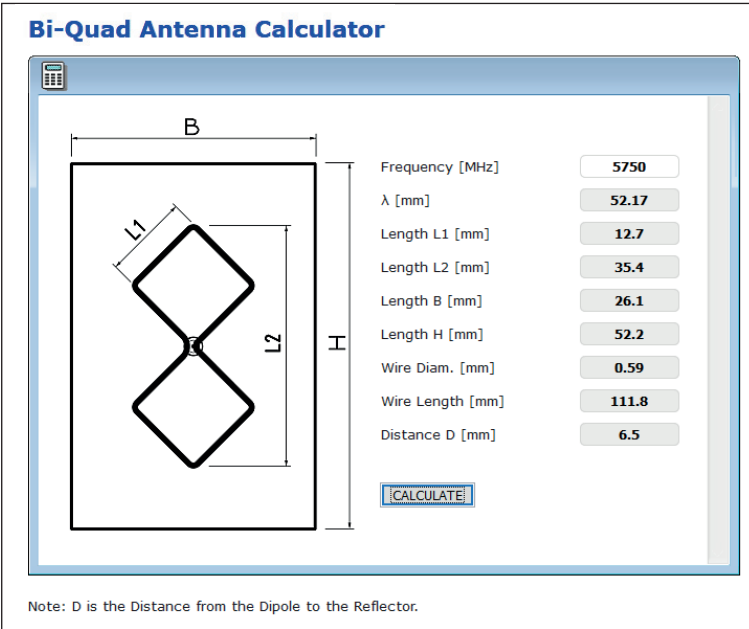 Bi-Quad Antenna Calculator
B
L1
L2
H
Frequency [MHz] 5750
λ [mm] 52.17
Length L1 [mm] 12.7
Length L2 [mm] 35.4
Length B [mm] 26.1
Length H [mm] 52.2
Wire Diam. [mm] 0.59
Wire Length [mm] 111.8
Distance D [mm] 6.5
CALCULATE
Note: D is the Distance from the Dipole to the Reflector.